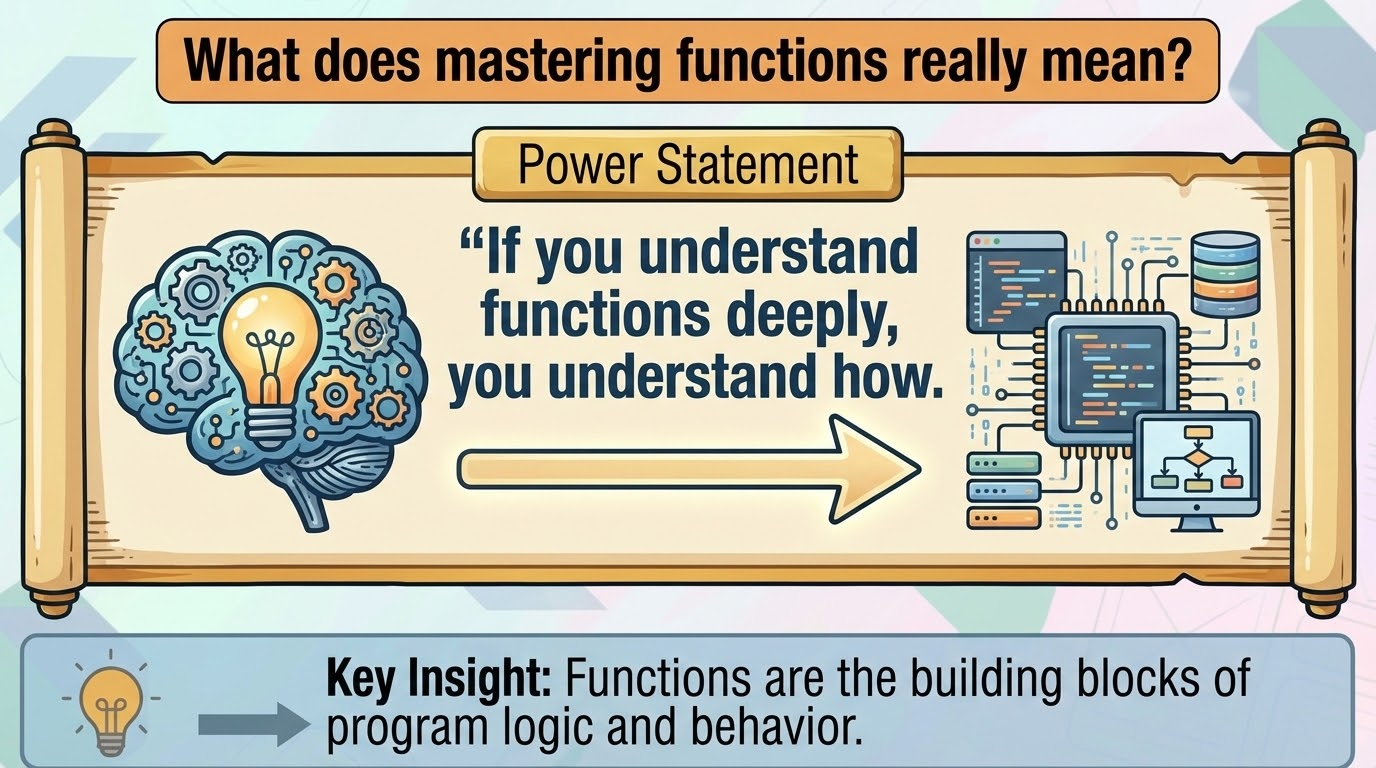 What does mastering functions really mean?
Power Statement
“If you understand
functions deeply,
you understand how.
Key Insight: Functions are the building blocks of
program logic and behavior.